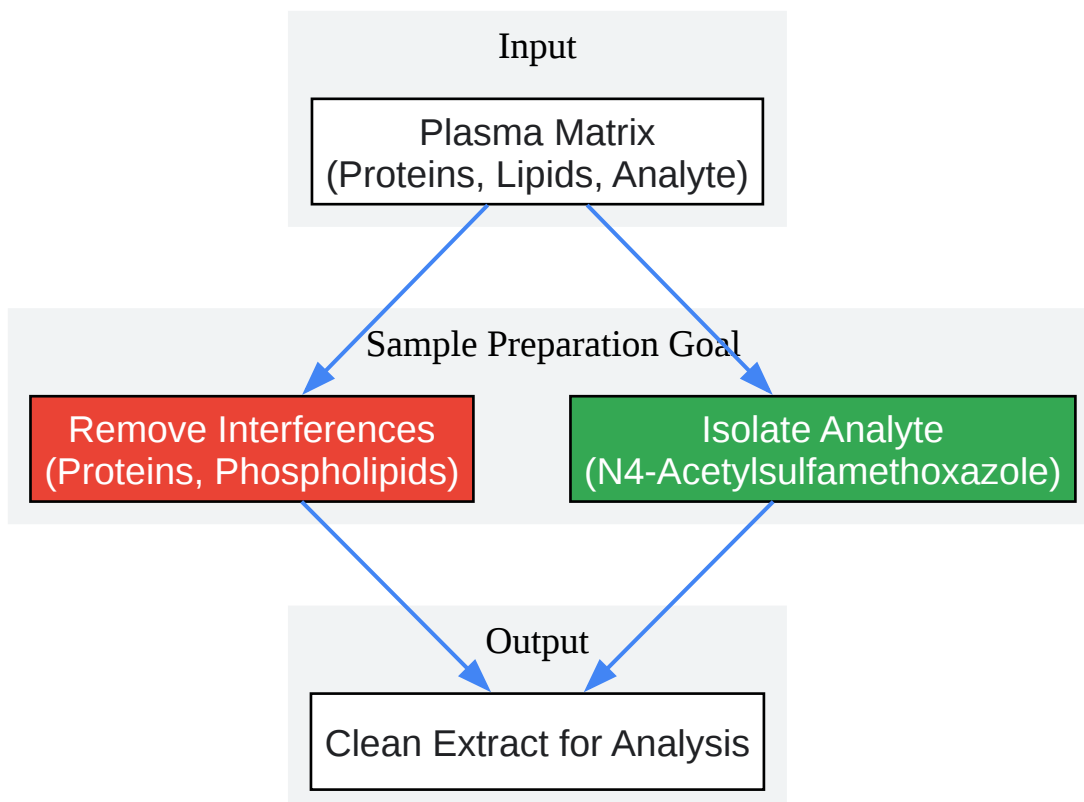 Input
Plasma Matrix
(Proteins, Lipids, Analyte)
Sample Preparation Goal
Remove Interferences
(Proteins, Phospholipids)
Isolate Analyte
(N4-Acetylsulfamethoxazole)
Output
Clean Extract for Analysis